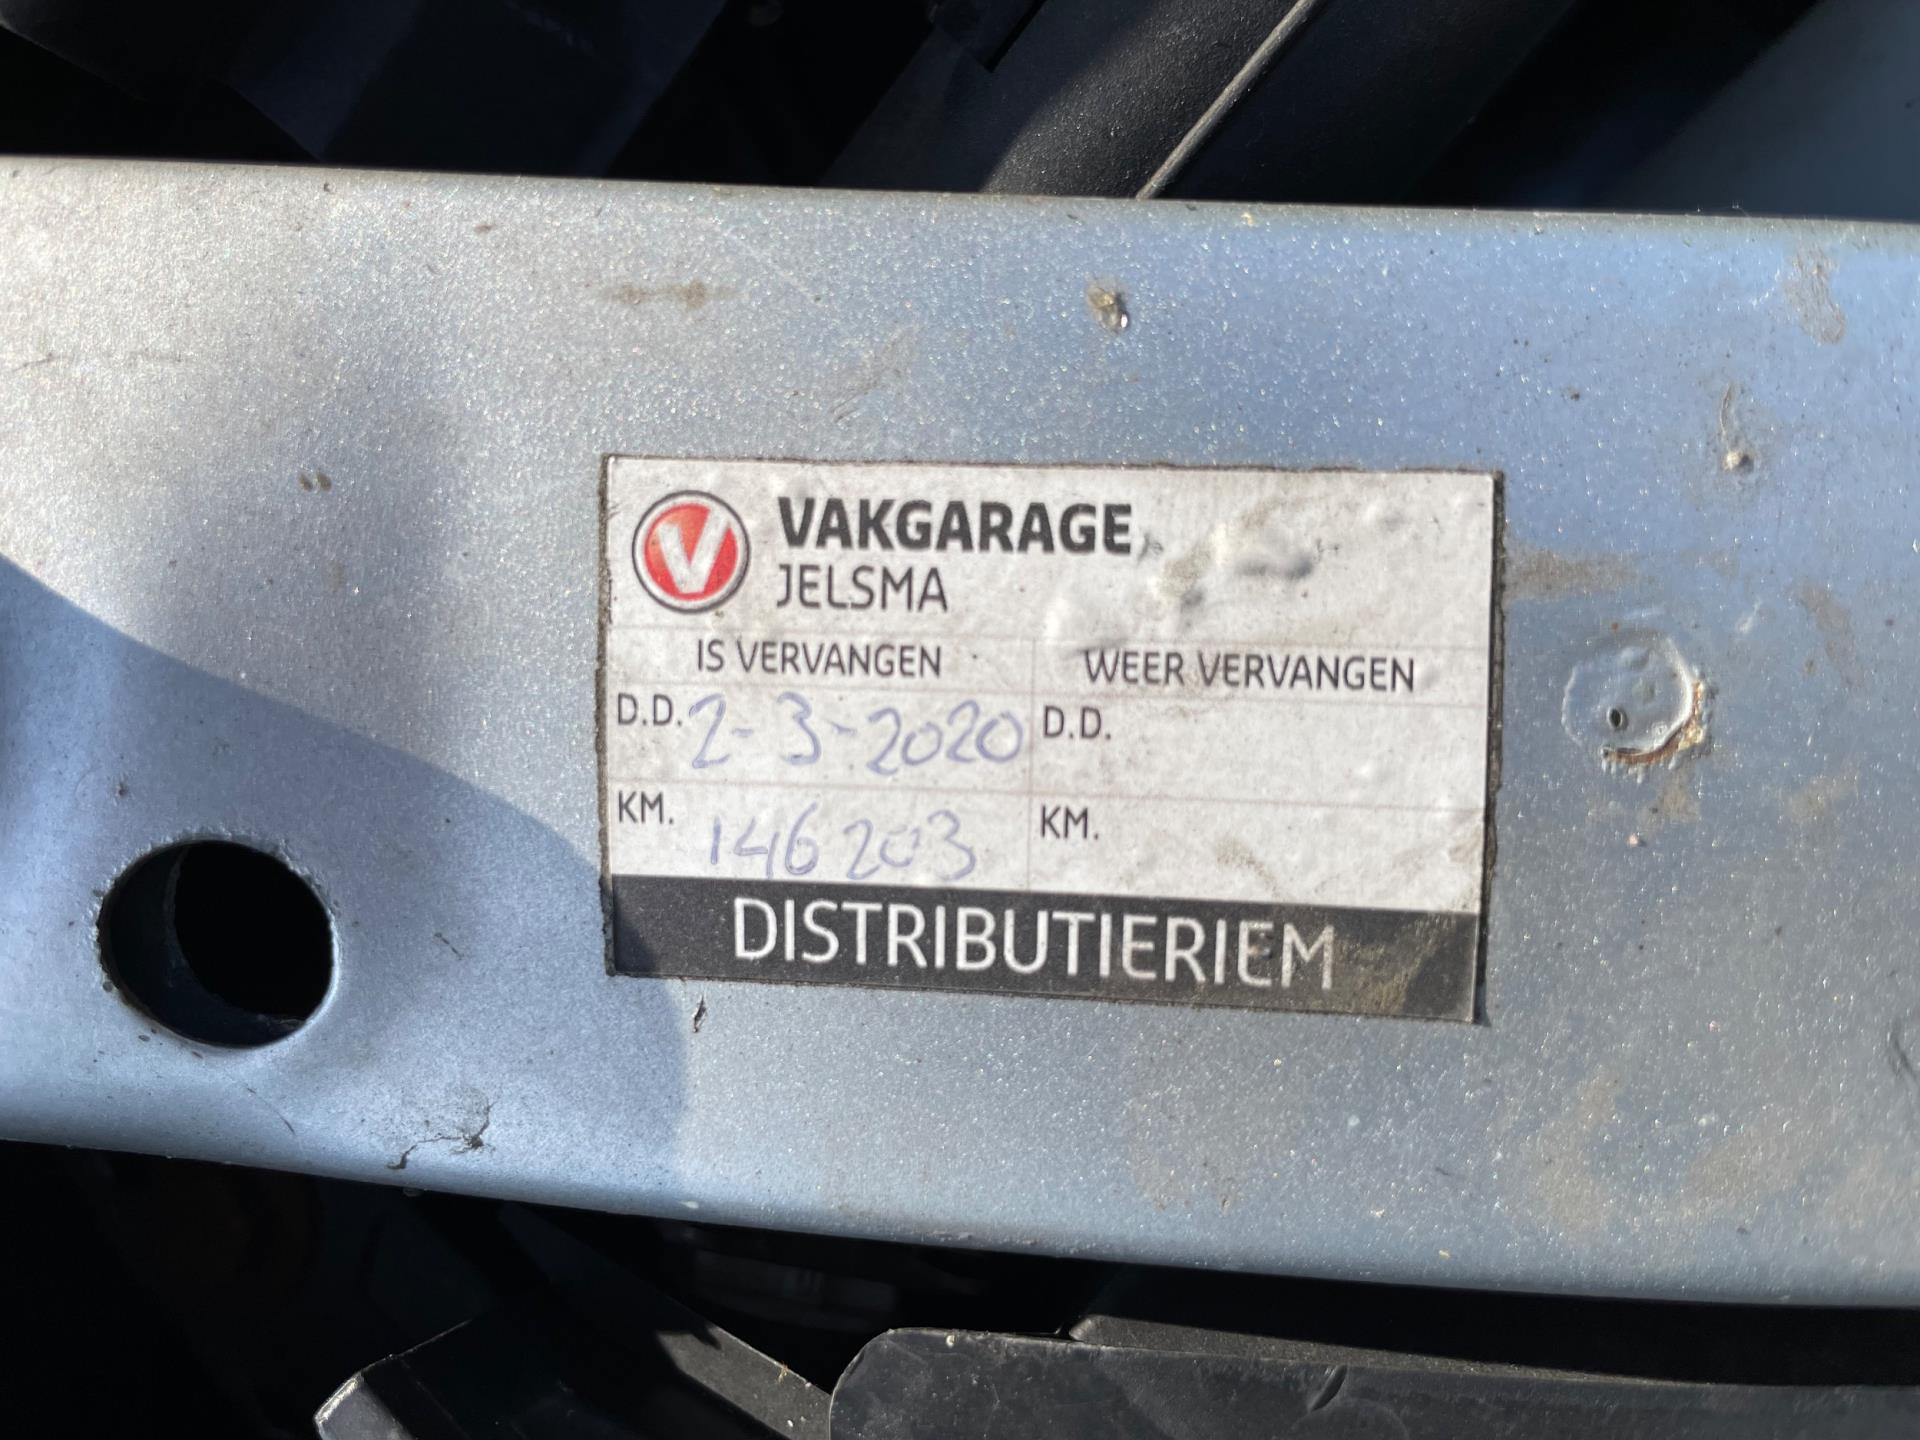 V VAKGARAGE
JELSMA
IS VERVANGEN WEER VERVANGEN
D.D. 2-3-2020 D.D.
KM. 146203 KM.
DISTRIBUTIERIEM